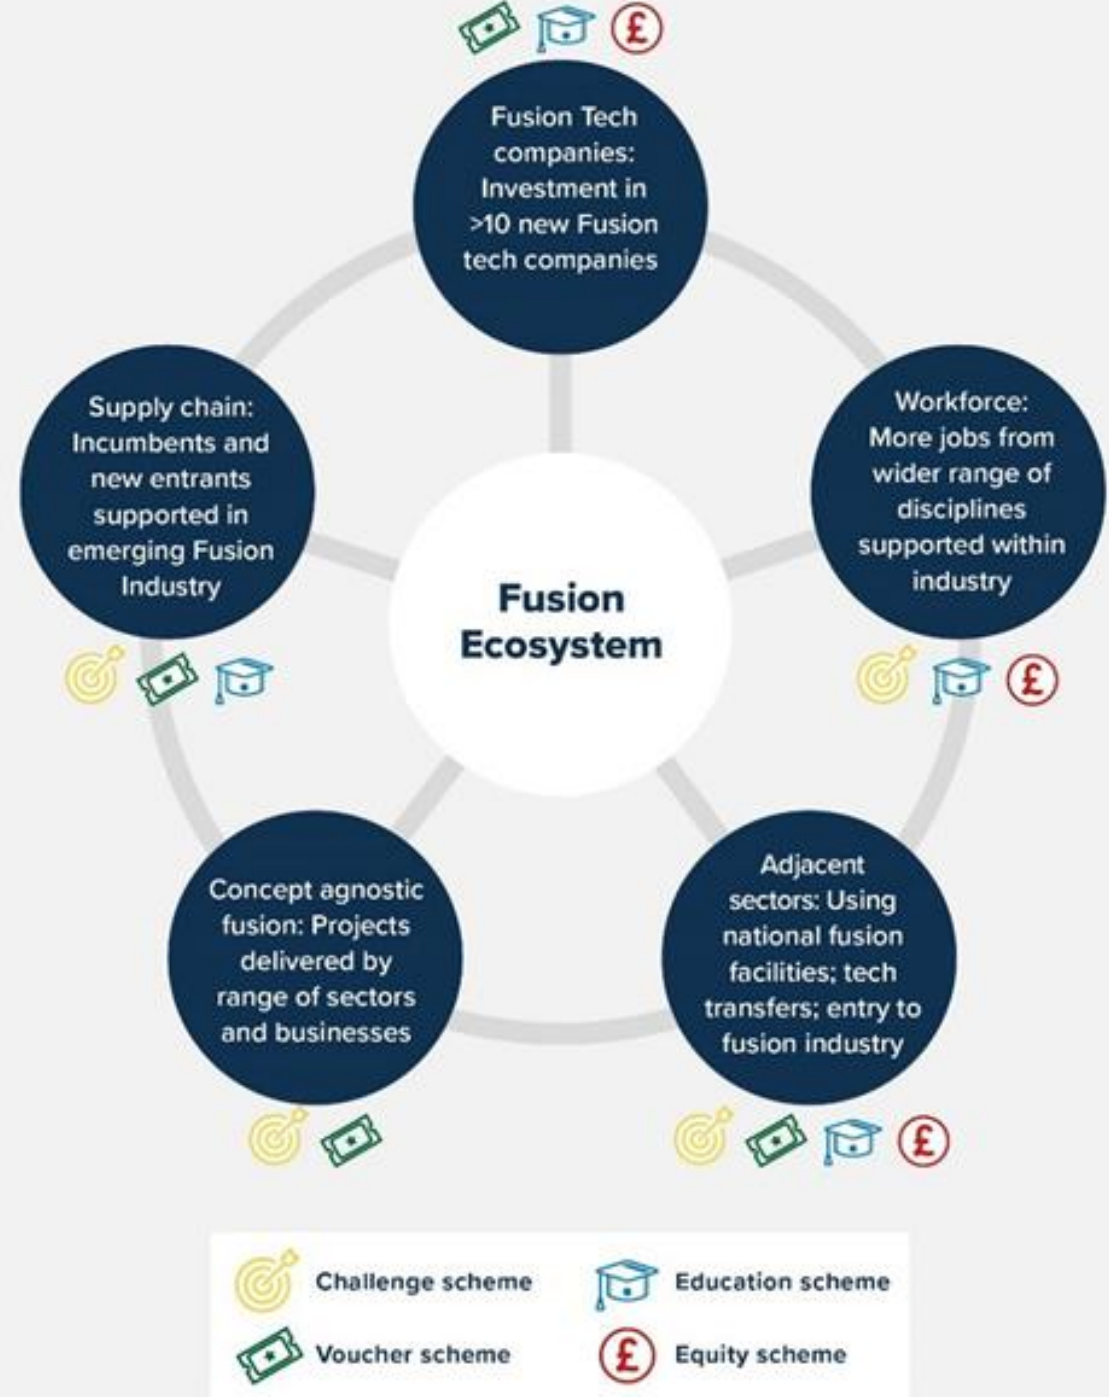 Fusion Tech
companies:
Investment in
>10 new Fusion
tech companies
Supply chain:
Incumbents and
new entrants
supported in
emerging Fusion
Industry
Workforce:
More jobs from
wider range of
disciplines
supported within
industry
Fusion
Ecosystem
Concept agnostic
fusion: Projects
delivered by
range of sectors
and businesses
Adjacent
sectors: Using
national fusion
facilities; tech
transfers; entry to
fusion industry
Challenge scheme
Education scheme
Voucher scheme
Equity scheme